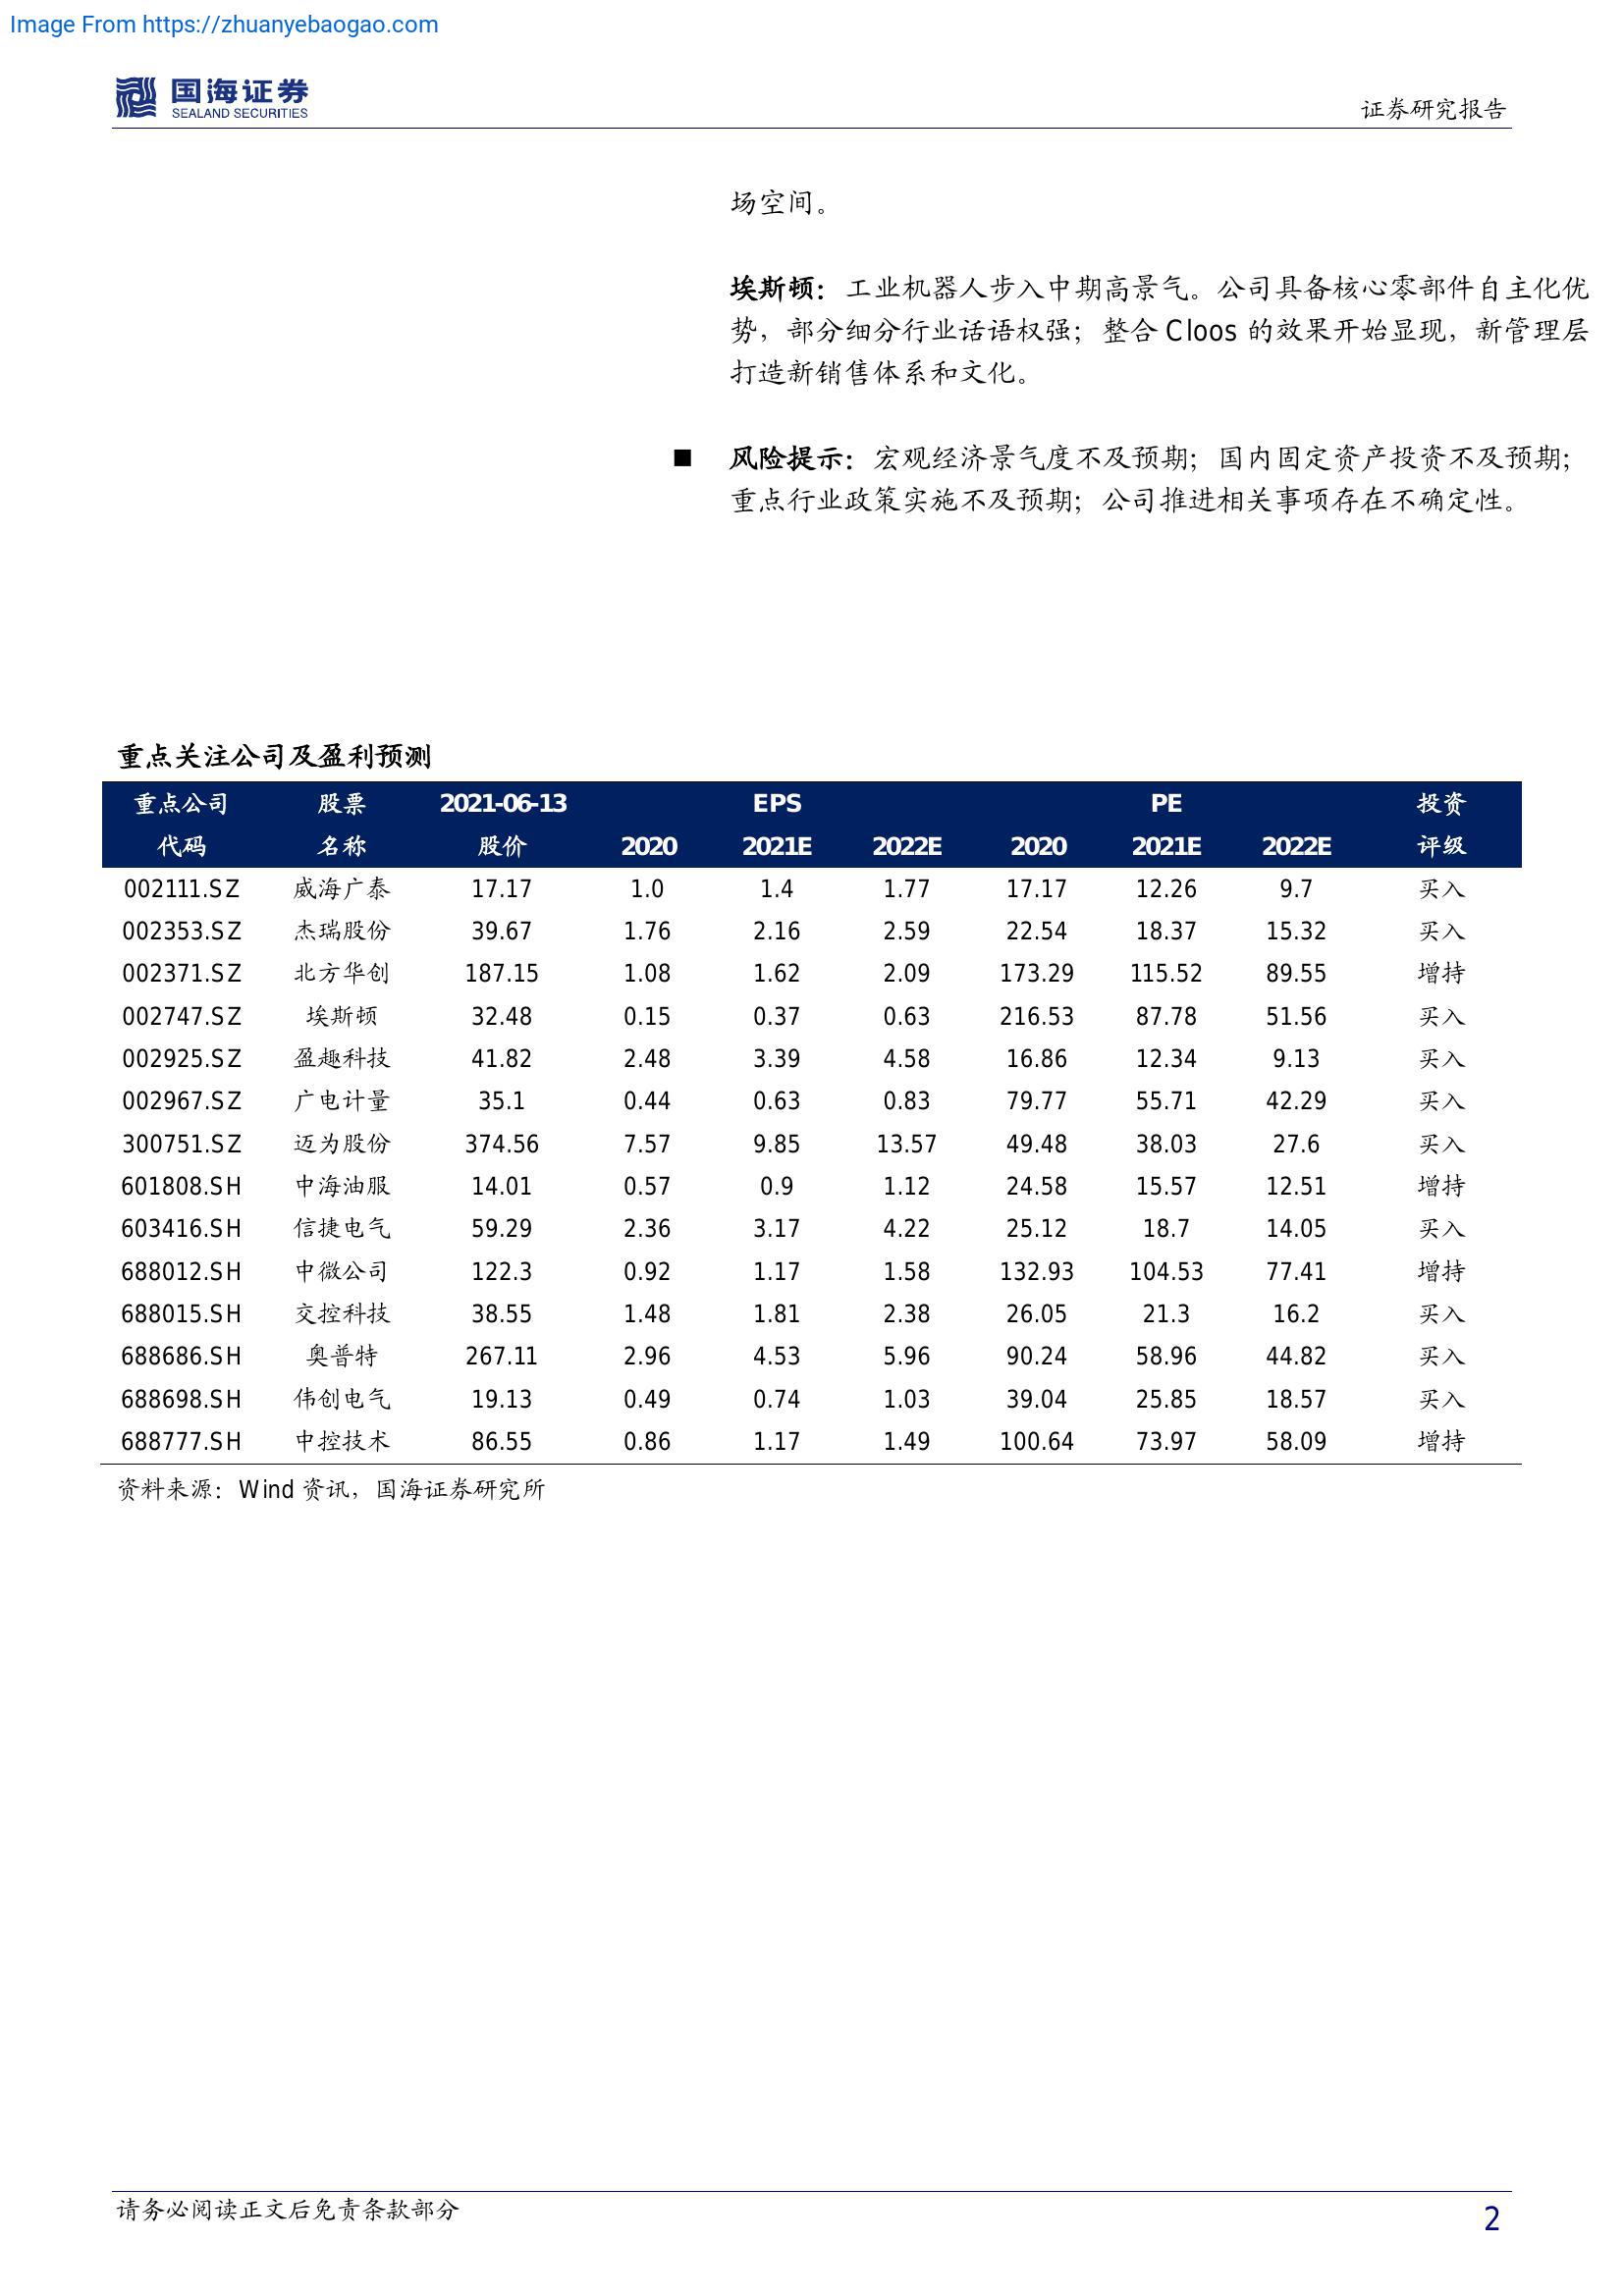 Image From https://zhuanyebaogao.com
国海证券
SEALAND SECURITIES
证券研究报告
场空间。
埃斯顿：工业机器人步入中期高景气。公司具备核心零部件自主化优
势，部分细分行业话语权强；整合 Cloos 的效果开始显现，新管理层
打造新销售体系和文化。
■ 风险提示：宏观经济景气度不及预期；国内固定资产投资不及预期；
重点行业政策实施不及预期；公司推进相关事项存在不确定性。
重点关注公司及盈利预测
重点公司 股票 2021-06-13 EPS PE 投资
代码 名称 股价 2020 2021E 2022E 2020 2021E 2022E 评级
002111.SZ 威海广泰 17.17 1.0 1.4 1.77 17.17 12.26 9.7 买入
002353.SZ 杰瑞股份 39.67 1.76 2.16 2.59 22.54 18.37 15.32 买入
002371.SZ 北方华创 187.15 1.08 1.62 2.09 173.29 115.52 89.55 增持
002747.SZ 埃斯顿 32.48 0.15 0.37 0.63 216.53 87.78 51.56 买入
002925.SZ 盈趣科技 41.82 2.48 3.39 4.58 16.86 12.34 9.13 买入
002967.SZ 广电计量 35.1 0.44 0.63 0.83 79.77 55.71 42.29 买入
300751.SZ 迈为股份 374.56 7.57 9.85 13.57 49.48 38.03 27.6 买入
601808.SH 中海油服 14.01 0.57 0.9 1.12 24.58 15.57 12.51 增持
603416.SH 信捷电气 59.29 2.36 3.17 4.22 25.12 18.7 14.05 买入
688012.SH 中微公司 122.3 0.92 1.17 1.58 132.93 104.53 77.41 增持
688015.SH 交控科技 38.55 1.48 1.81 2.38 26.05 21.3 16.2 买入
688686.SH 奥普特 267.11 2.96 4.53 5.96 90.24 58.96 44.82 买入
688698.SH 伟创电气 19.13 0.49 0.74 1.03 39.04 25.85 18.57 买入
688777.SH 中控技术 86.55 0.86 1.17 1.49 100.64 73.97 58.09 增持
资料来源：Wind 资讯，国海证券研究所
请务必阅读正文后免责条款部分
2